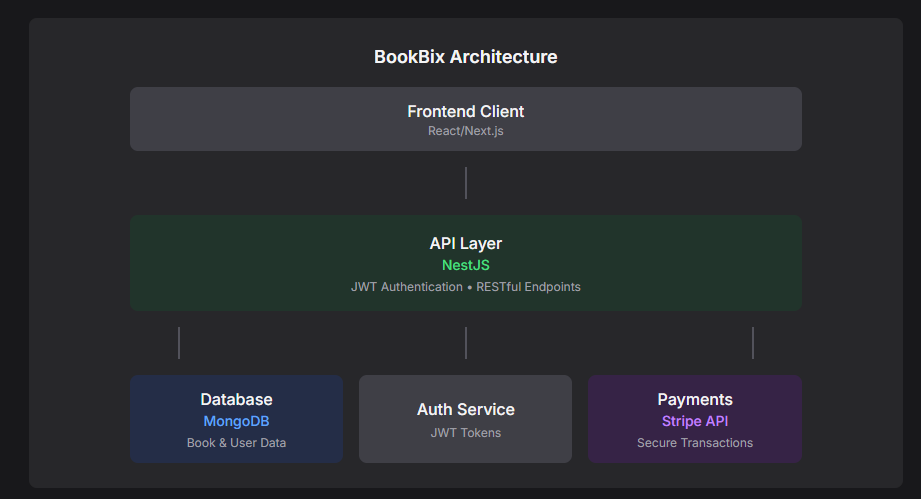 BookBix Architecture
Frontend Client
React/Next.js
API Layer
NestJS
JWT Authentication • RESTful Endpoints
Database
MongoDB
Book & User Data
Auth Service
JWT Tokens
Payments
Stripe API
Secure Transactions